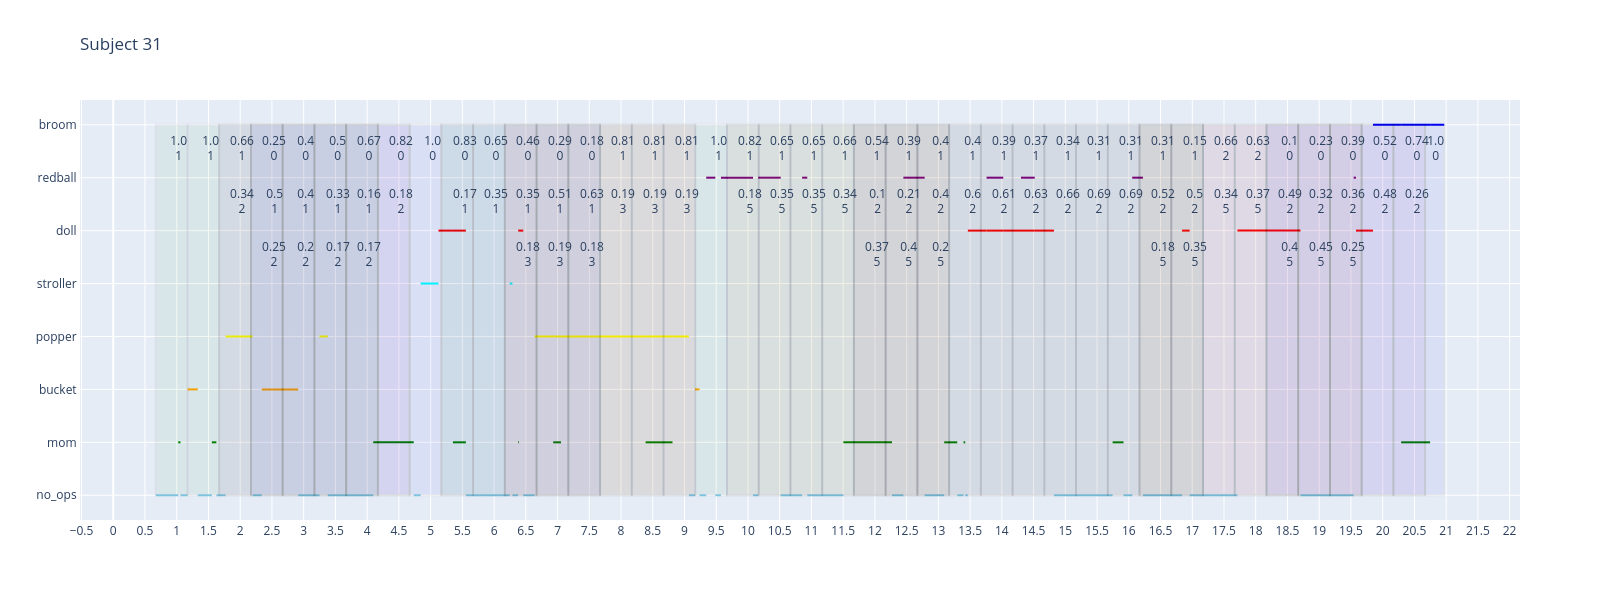 Subject 31
broom
1.0 1.0 0.66 0.25 0.4 0.5 0.67 0.82 1.0 0.83 0.65 0.46 0.29 0.18 0.81 0.81 0.81 1.0 0.82 0.65 0.65 0.66 0.54 0.39 0.4 0.4 0.39 0.37 0.34 0.31 0.31 0.31 0.15 0.66 0.63 0.1 0.23 0.39 0.52 0.74 1.0
1 1 1 0 0 0 0 0 0 0 0 0 0 0 1 1 1 1 1 1 1 1 1 1 1 1 1 1 1 1 1 1 1 2 2 0 0 0 0 0 0
redball
0.34 0.5 0.4 0.33 0.16 0.18 0.17 0.35 0.35 0.51 0.63 0.19 0.19 0.19 0.18 0.35 0.35 0.34 0.1 0.21 0.4 0.6 0.61 0.63 0.66 0.69 0.69 0.52 0.5 0.34 0.37 0.49 0.32 0.36 0.48 0.26
2 1 1 1 1 2 1 1 1 1 1 3 3 3 5 5 5 5 2 2 2 2 2 2 2 2 2 2 2 5 5 2 2 2 2 2
doll
0.25 0.2 0.17 0.17 0.18 0.19 0.18 0.37 0.4 0.2 0.18 0.35 0.4 0.45 0.25
2 2 2 2 3 3 3 5 5 5 5 5 5 5 5
stroller
popper
bucket
mom
no_ops
−0.5 0 0.5 1 1.5 2 2.5 3 3.5 4 4.5 5 5.5 6 6.5 7 7.5 8 8.5 9 9.5 10 10.5 11 11.5 12 12.5 13 13.5 14 14.5 15 15.5 16 16.5 17 17.5 18 18.5 19 19.5 20 20.5 21 21.5 22